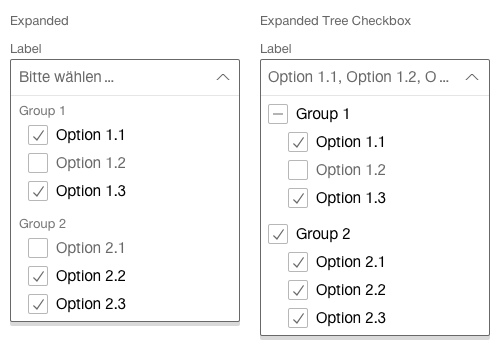 Expanded
Label
Bitte wählen ...
Group 1
Option 1.1
Option 1.2
Option 1.3
Group 2
Option 2.1
Option 2.2
Option 2.3
Expanded Tree Checkbox
Label
Option 1.1, Option 1.2, O ...
Group 1
Option 1.1
Option 1.2
Option 1.3
Group 2
Option 2.1
Option 2.2
Option 2.3